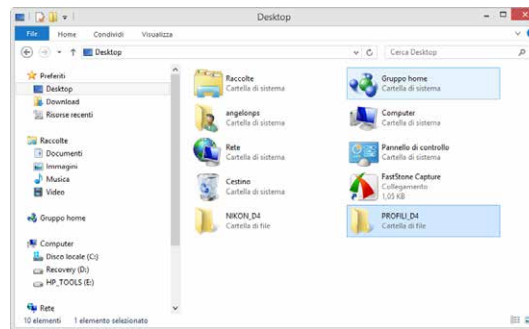 Desktop
File Home Condividi Visualizza
Desktop
Cerca Desktop
Preferiti
Desktop
Download
Risorse recenti
Raccolte
Documenti
Immagini
Musica
Video
Gruppo home
Computer
Disco locale (C:)
Recovery (D:)
HP_TOOLS (E:)
Rete
Raccolte
Cartella di sistema
Gruppo home
Cartella di sistema
angelonps
Cartella di sistema
Computer
Cartella di sistema
Rete
Cartella di sistema
Pannello di controllo
Cartella di sistema
Cestino
Cartella di sistema
FastStone Capture
Collegamento
1,05 KB
NIKON_D4
Cartella di file
PROFILI_D4
Cartella di file
10 elementi 1 elemento selezionato